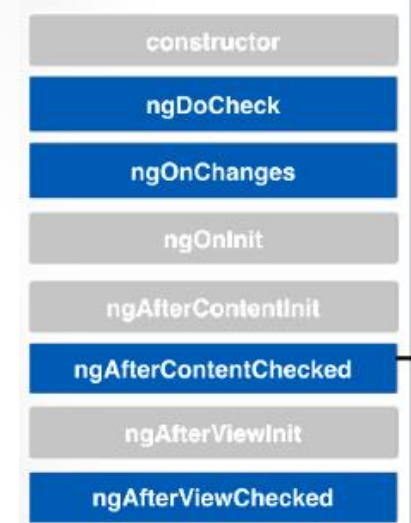 constructor
ngDoCheck
ngOnChanges
ngOnInit
ngAfterContentInit
ngAfterContentChecked
ngAfterViewInit
ngAfterViewChecked